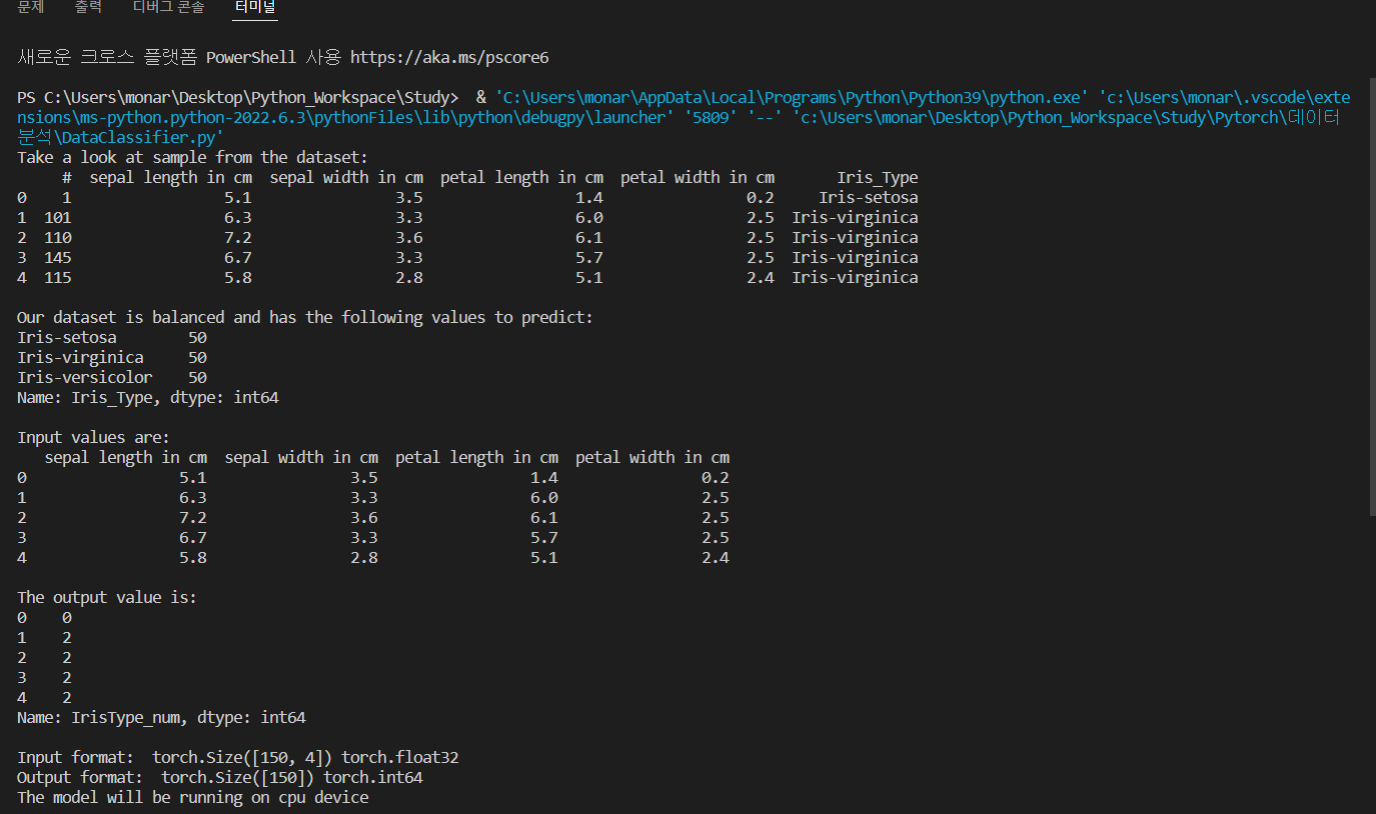 문제 출력 디버그 콘솔 터미널
새로운 크로스 플랫폼 PowerShell 사용 https://aka.ms/pscore6
PS C:\Users\monar\Desktop\Python_Workspace\Study>  & 'C:\Users\monar\AppData\Local\Programs\Python\Python39\python.exe' 'c:\Users\monar\.vscode\exte
nsions\ms-python.python-2022.6.3\pythonFiles\lib\python\debugpy\launcher' '5809' '--' 'c:\Users\monar\Desktop\Python_Workspace\Study\Pytorch\데이터
분석\DataClassifier.py'
Take a look at sample from the dataset:
     #  sepal length in cm  sepal width in cm  petal length in cm  petal width in cm       Iris_Type
0    1                 5.1                3.5                 1.4                0.2     Iris-setosa
1  101                 6.3                3.3                 6.0                2.5  Iris-virginica
2  110                 7.2                3.6                 6.1                2.5  Iris-virginica
3  145                 6.7                3.3                 5.7                2.5  Iris-virginica
4  115                 5.8                2.8                 5.1                2.4  Iris-virginica
Our dataset is balanced and has the following values to predict:
Iris-setosa        50
Iris-virginica     50
Iris-versicolor    50
Name: Iris_Type, dtype: int64
Input values are:
   sepal length in cm  sepal width in cm  petal length in cm  petal width in cm
0                 5.1                3.5                 1.4                0.2
1                 6.3                3.3                 6.0                2.5
2                 7.2                3.6                 6.1                2.5
3                 6.7                3.3                 5.7                2.5
4                 5.8                2.8                 5.1                2.4
The output value is:
0    0
1    2
2    2
3    2
4    2
Name: IrisType_num, dtype: int64
Input format:  torch.Size([150, 4]) torch.float32
Output format:  torch.Size([150]) torch.int64
The model will be running on cpu device